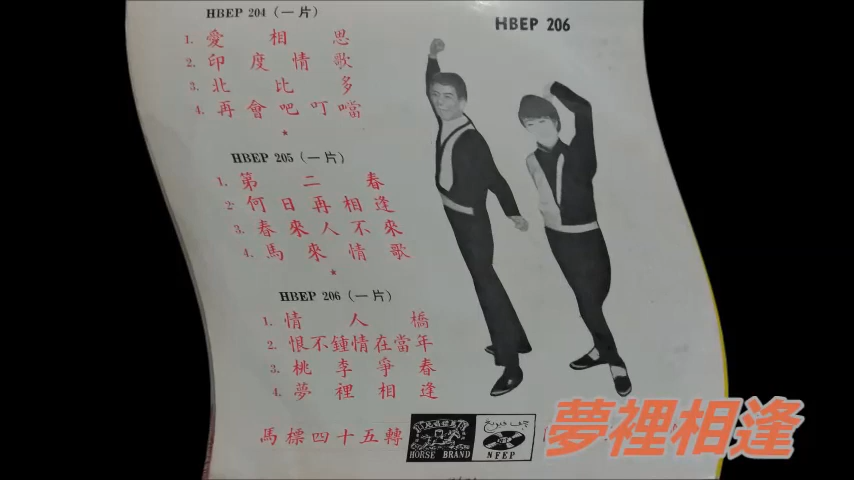 HBEP 204 (一片)
1. 愛相思
2. 印度情歌
3. 北比多
4. 再會吧叮噹
*
HBEP 205 (一片)
1. 第二春
2. 何日再相逢
3. 春來人不來
4. 馬來情歌
*
HBEP 206 (一片)
1. 情人橋
2. 恨不鍾情在當年
3. 桃李爭春
4. 夢裡相逢
馬標四十五轉
HBEP 206
HORSE BRAND
NFEP
夢裡相逢